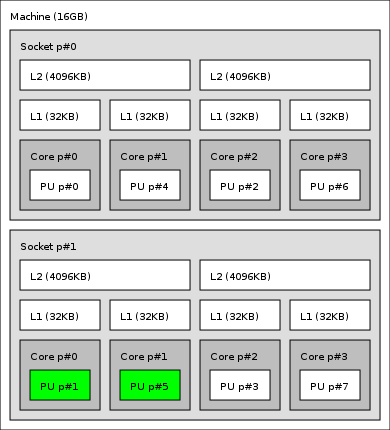 Machine (16GB)
Socket p#0
L2 (4096KB) L2 (4096KB)
L1 (32KB) L1 (32KB) L1 (32KB) L1 (32KB)
Core p#0 Core p#1 Core p#2 Core p#3
PU p#0 PU p#4 PU p#2 PU p#6
Socket p#1
L2 (4096KB) L2 (4096KB)
L1 (32KB) L1 (32KB) L1 (32KB) L1 (32KB)
Core p#0 Core p#1 Core p#2 Core p#3
PU p#1 PU p#5 PU p#3 PU p#7